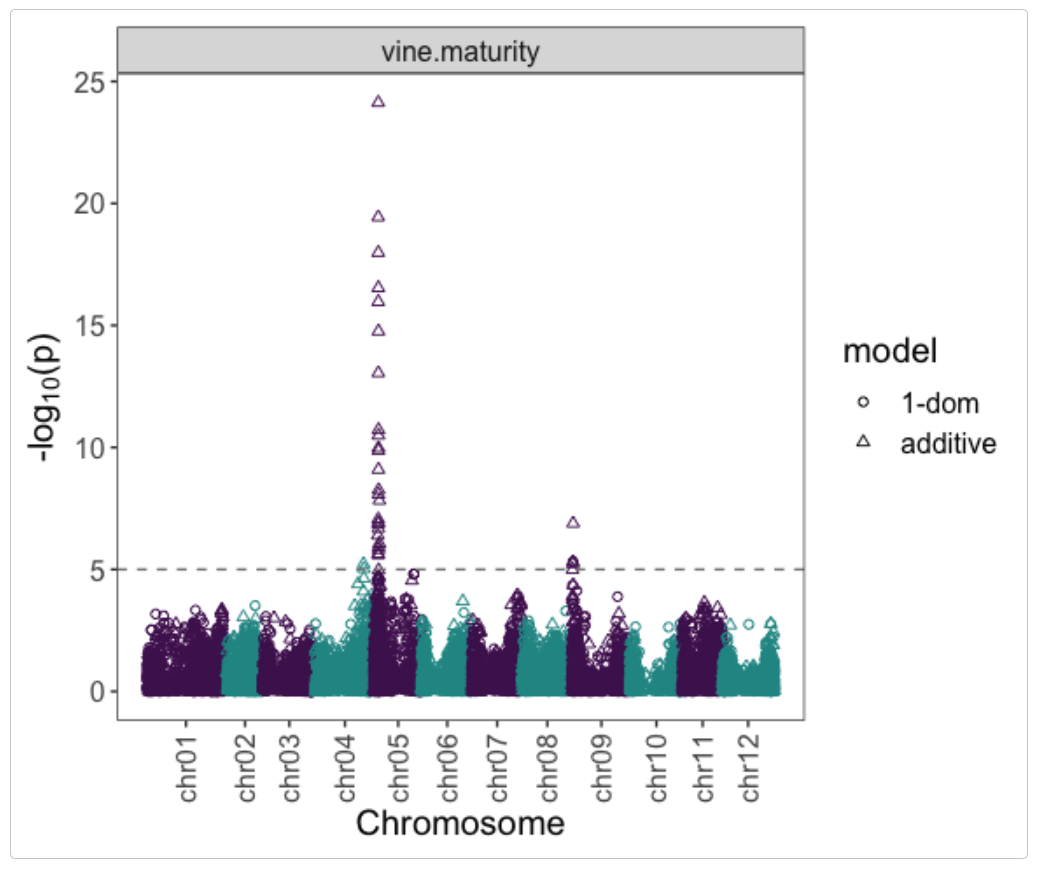 vine.maturity
25
20
15
10
5
0
-log₁₀(p)
chr01
chr02
chr03
chr04
chr05
chr06
chr07
chr08
chr09
chr10
chr11
chr12
Chromosome
model
1-dom
additive